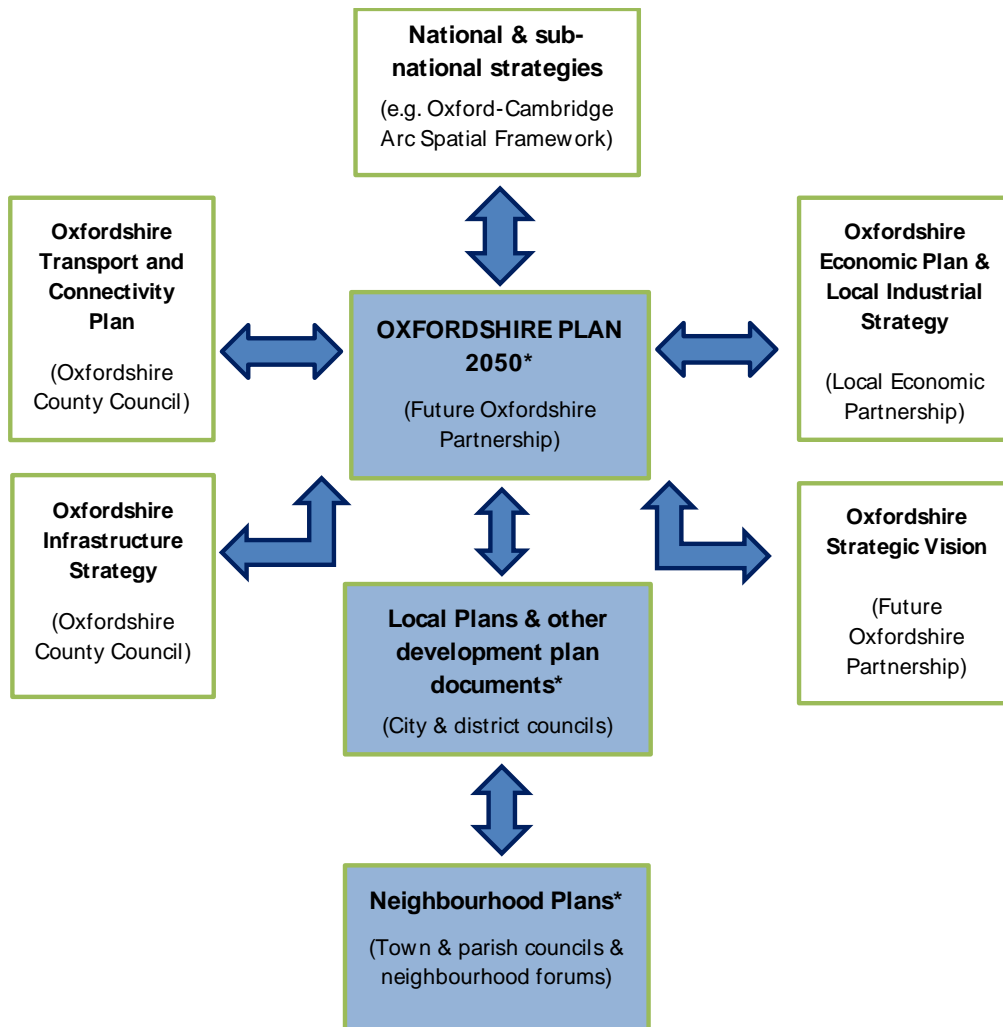 National & sub-
national strategies
(e.g. Oxford-Cambridge
Arc Spatial Framework)
Oxfordshire
Transport and
Connectivity
Plan
(Oxfordshire
County Council)
OXFORDSHIRE PLAN
2050*
(Future Oxfordshire
Partnership)
Oxfordshire
Economic Plan &
Local Industrial
Strategy
(Local Economic
Partnership)
Oxfordshire
Infrastructure
Strategy
(Oxfordshire
County Council)
Oxfordshire
Strategic Vision
(Future
Oxfordshire
Partnership)
Local Plans & other
development plan
documents*
(City & district councils)
Neighbourhood Plans*
(Town & parish councils &
neighbourhood forums)